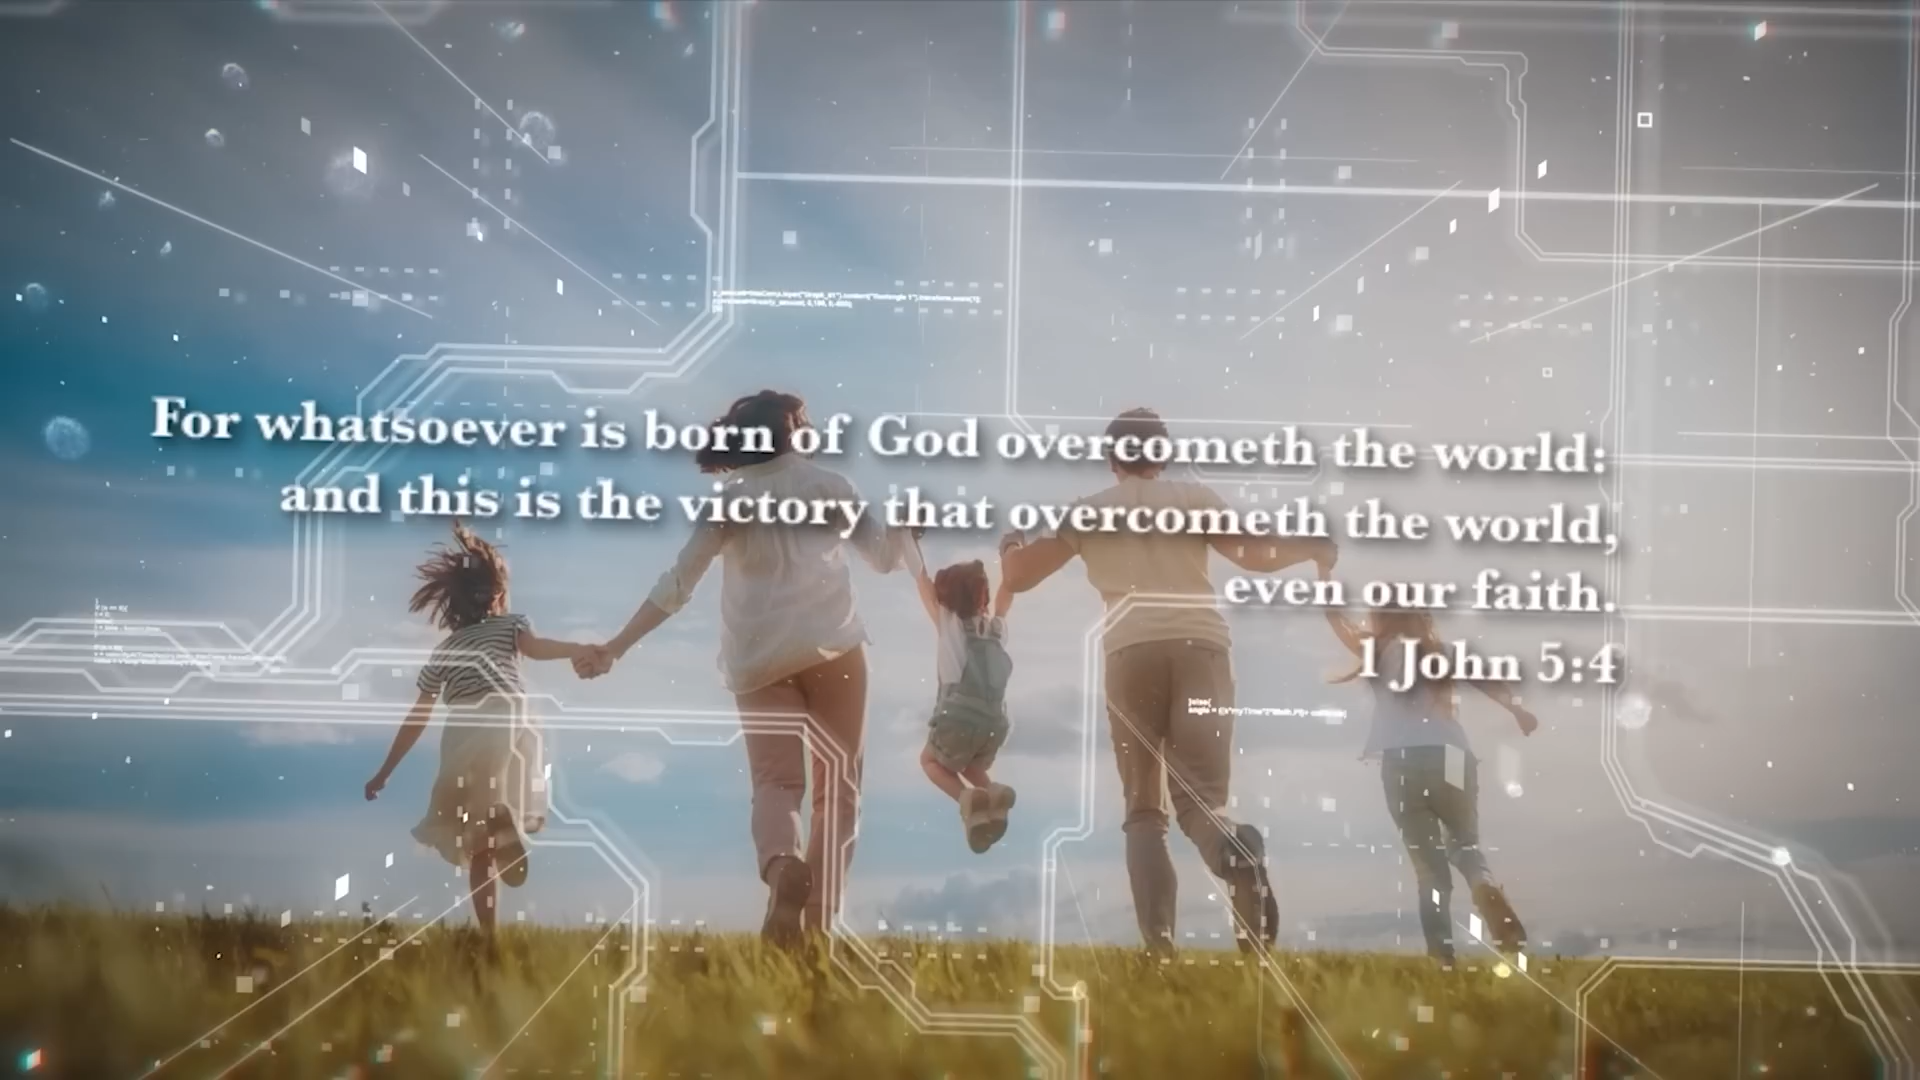 For whatsoever is born of God overcometh the world:
and this is the victory that overcometh the world,
even our faith.
1 John 5:4